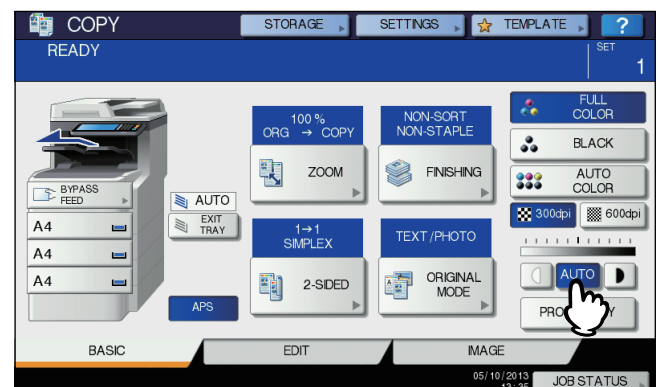 COPY
STORAGE
SETTINGS
TEMPLATE
?
READY
SET
1
100 %
ORG → COPY
ZOOM
NON-SORT
NON-STAPLE
FINISHING
FULL
COLOR
BLACK
AUTO
COLOR
300dpi
600dpi
BYPASS
FEED
AUTO
EXIT
TRAY
A4
A4
A4
APS
1→1
SIMPLEX
2-SIDED
TEXT/PHOTO
ORIGINAL
MODE
AUTO
BASIC
EDIT
IMAGE
05/10/2013
JOB STATUS